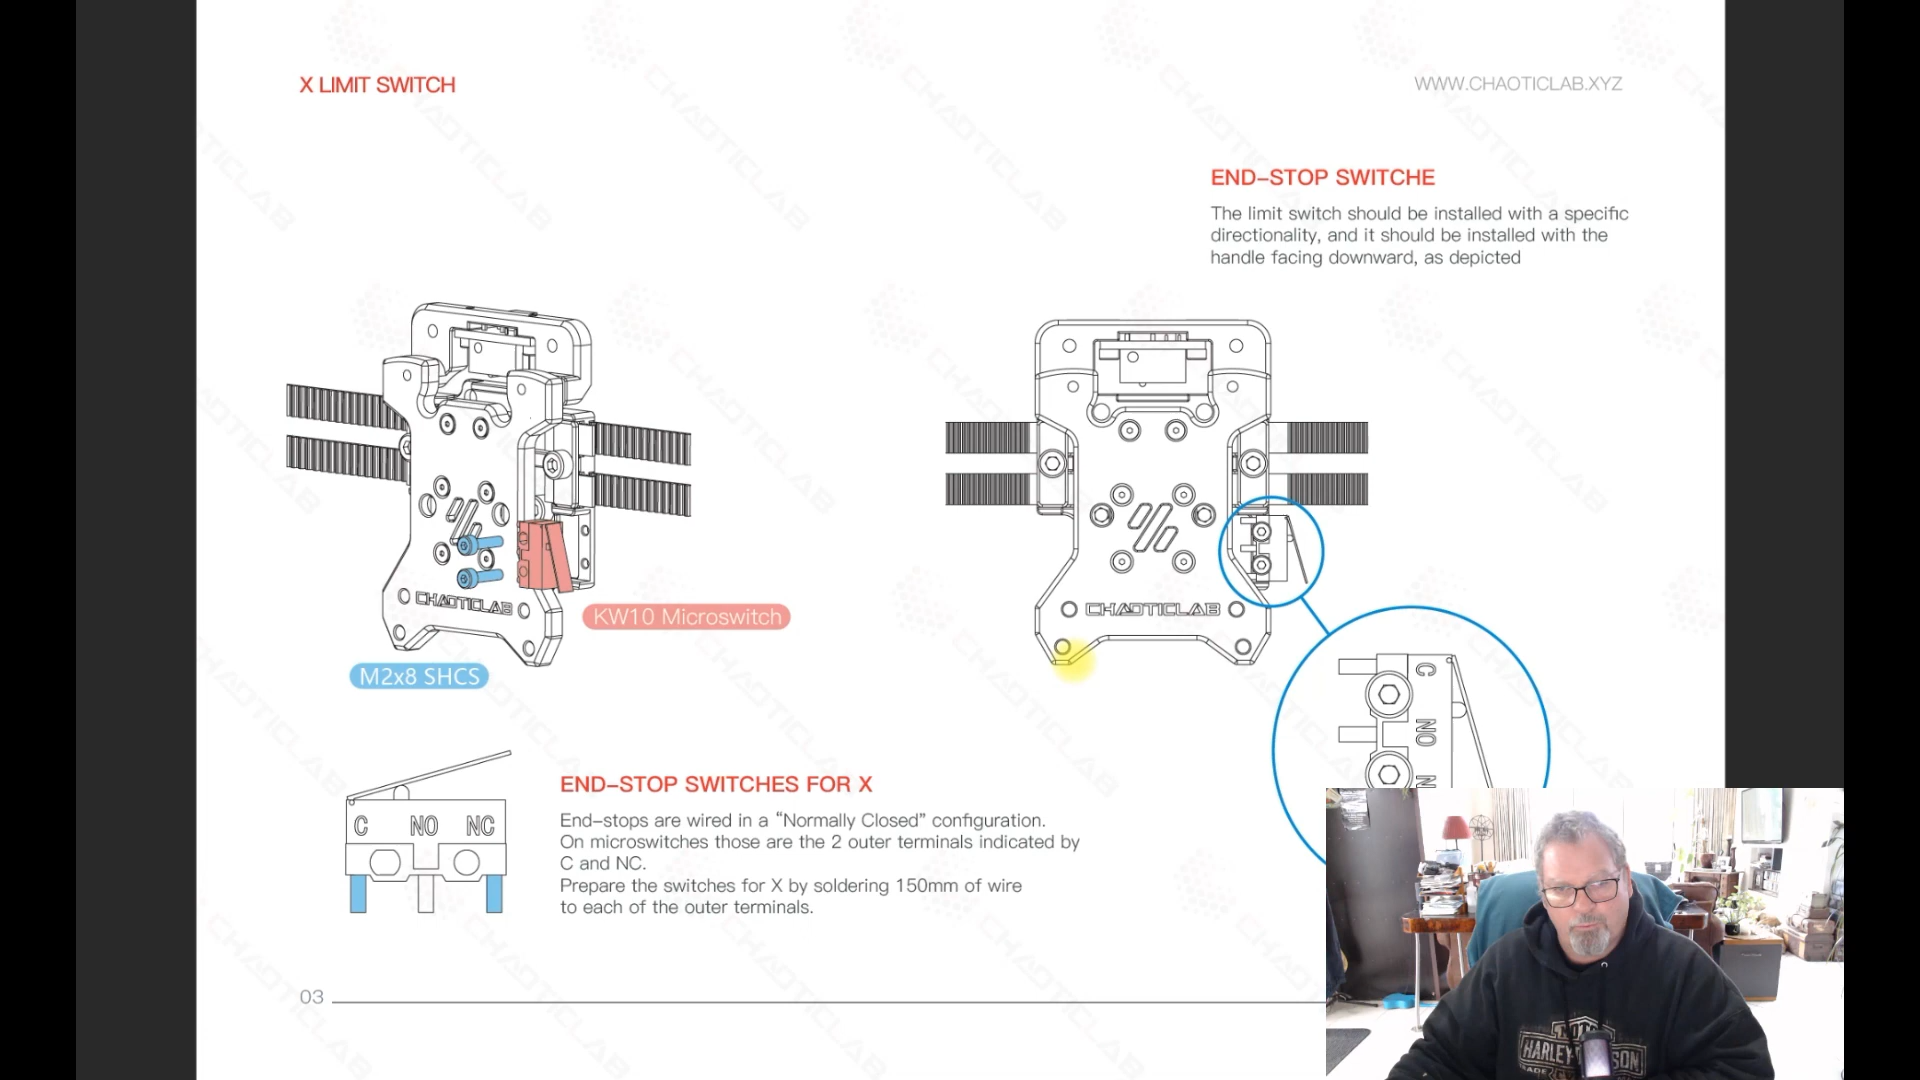 X LIMIT SWITCH
WWW.CHAOTICLAB.XYZ
END-STOP SWITCHE
The limit switch should be installed with a specific
directionality, and it should be installed with the
handle facing downward, as depicted
CHAOTICLAB
KW10 Microswitch
M2x8 SHCS
CHAOTICLAB
C
NO
N
C NO NC
END-STOP SWITCHES FOR X
End-stops are wired in a “Normally Closed” configuration.
On microswitches those are the 2 outer terminals indicated by
C and NC.
Prepare the switches for X by soldering 150mm of wire
to each of the outer terminals.
03
HARLEY-DAVIDSON